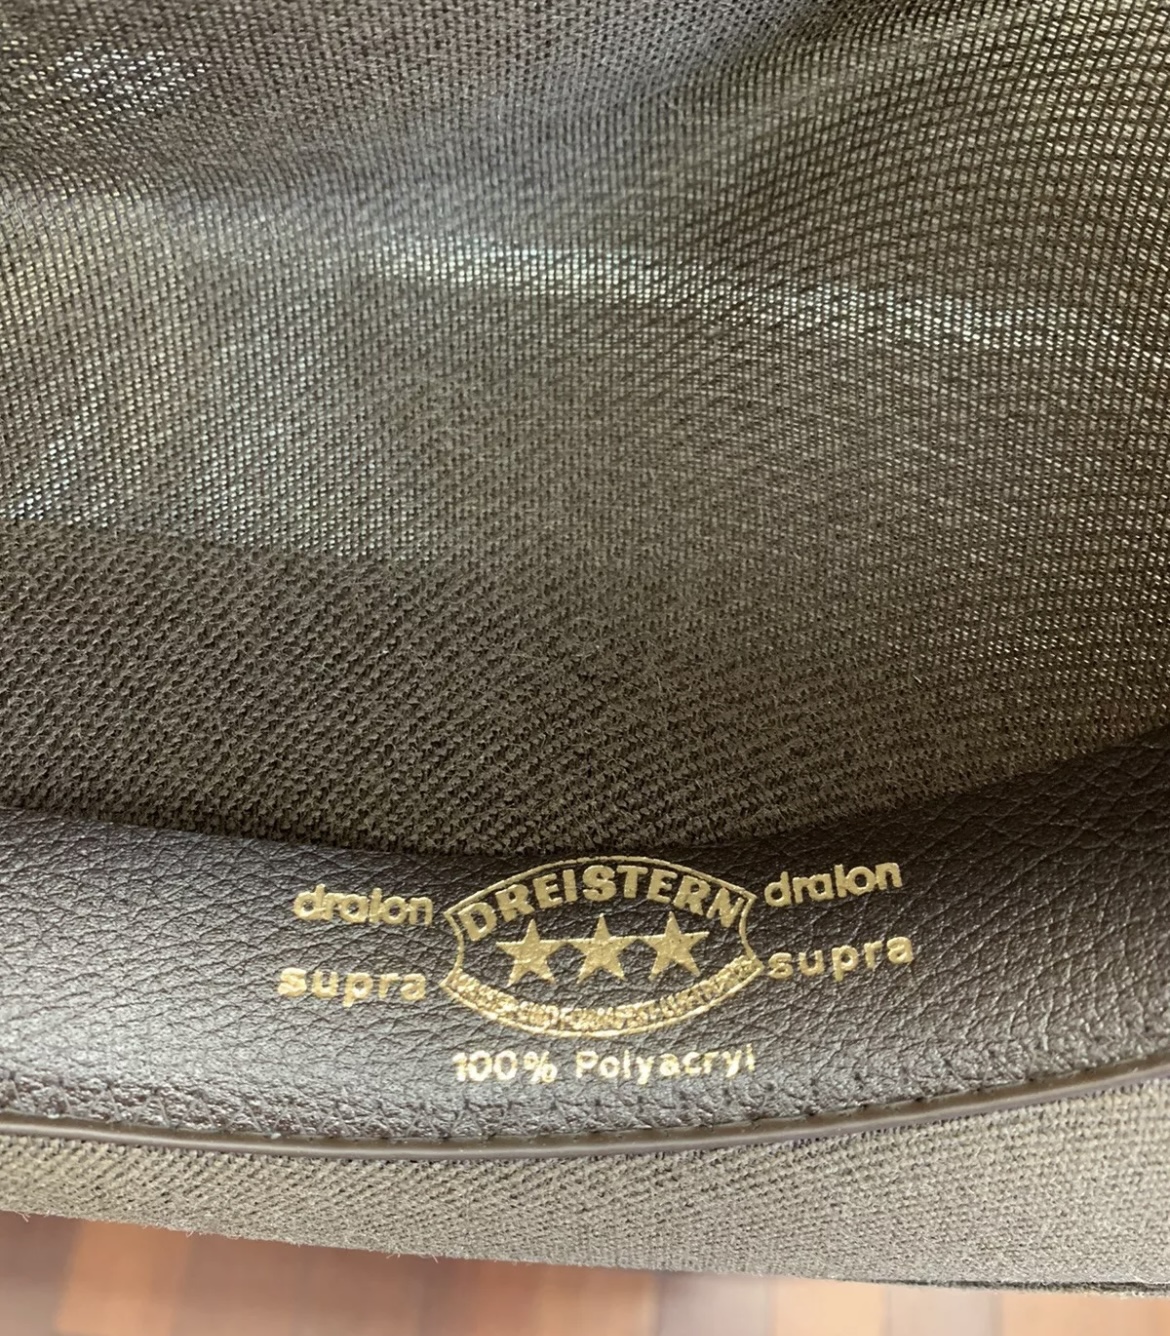 dralon DREISTERN dralon
supra supra
100% Polyacryl